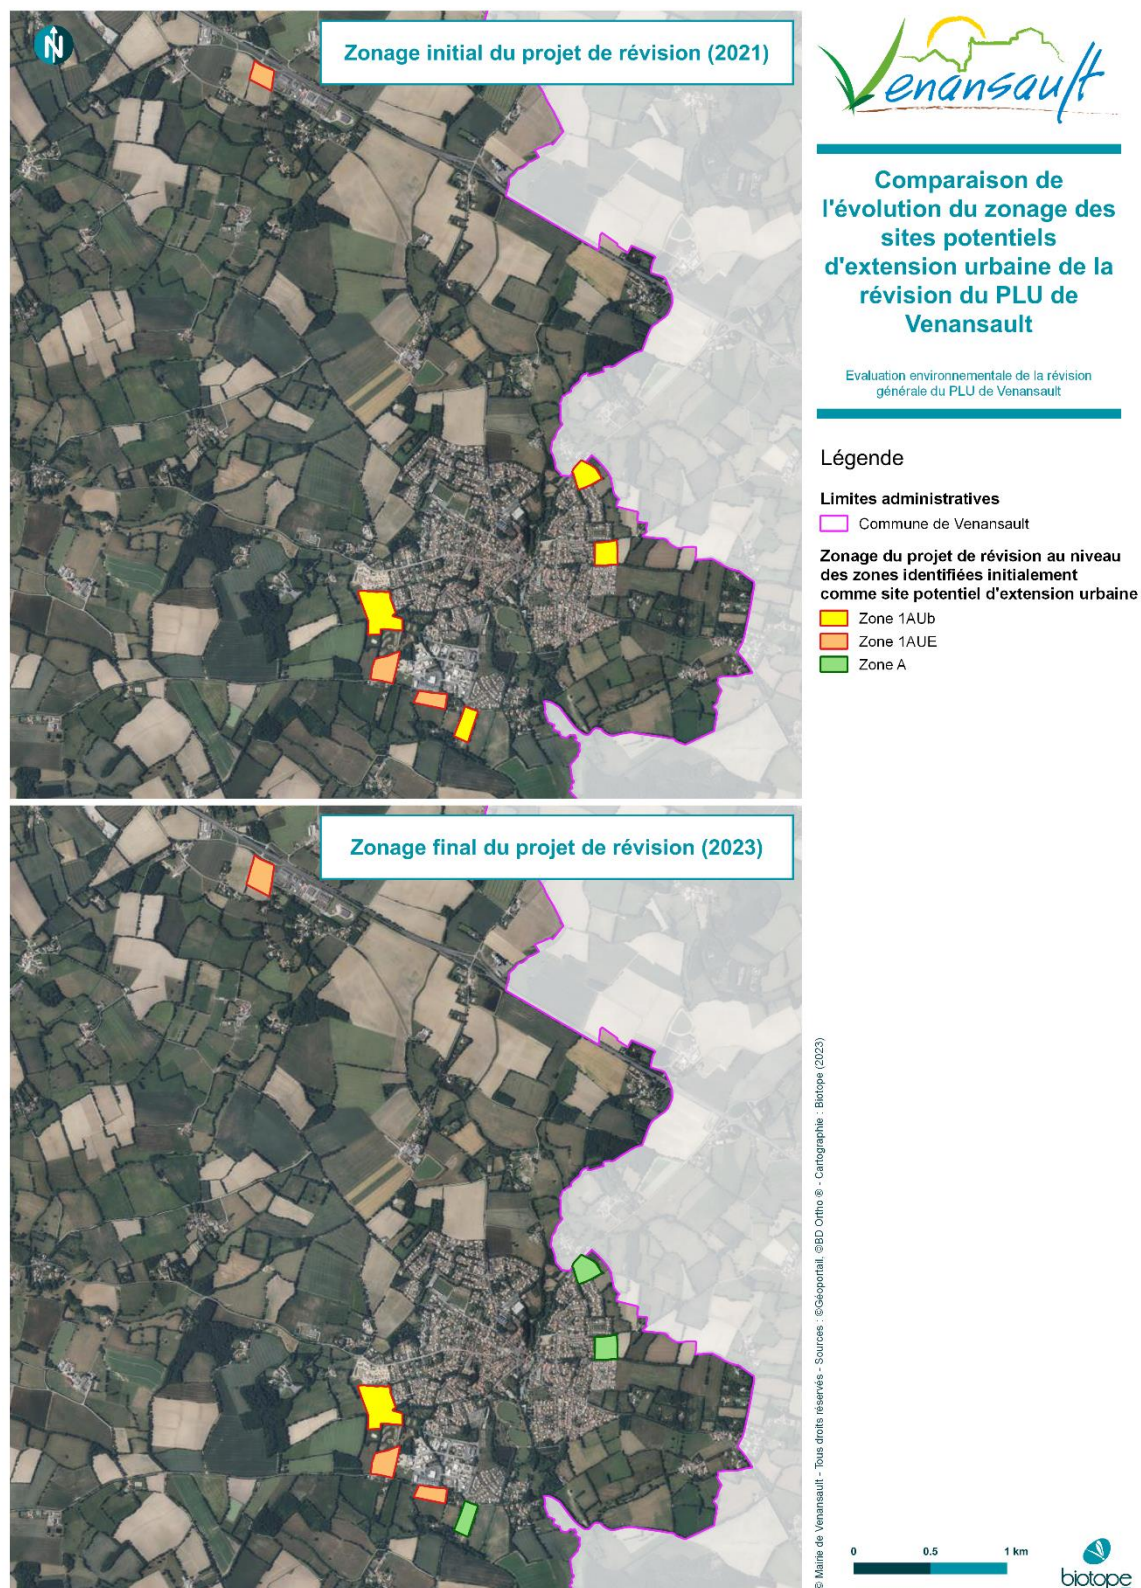 N
Zonage initial du projet de révision (2021)
Venansault
Comparaison de
l'évolution du zonage des
sites potentiels
d'extension urbaine de la
révision du PLU de
Venansault
Evaluation environnementale de la révision
générale du PLU de Venansault
Légende
Limites administratives
Commune de Venansault
Zonage du projet de révision au niveau
des zones identifiées initialement
comme site potentiel d'extension urbaine
Zone 1AUb
Zone 1AUE
Zone A
Zonage final du projet de révision (2023)
© Mairie de Venansault - Tous droits réservés - Sources : ©Géoportail, ©BD Ortho ® - Cartographie : Biotope (2023)
0 0.5 1 km
biotope